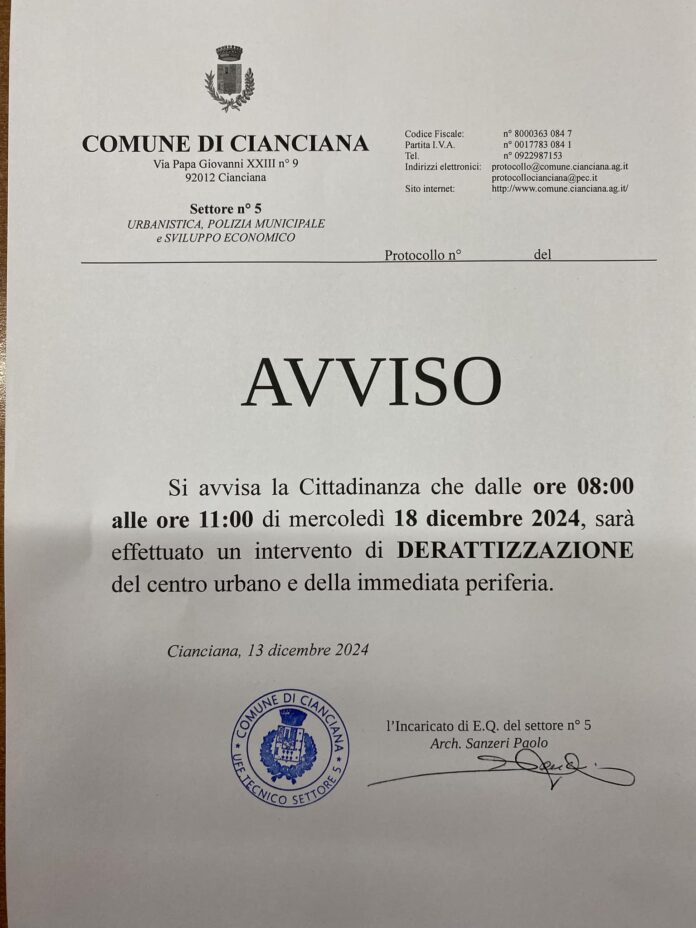 COMUNE DI CIANCIANA
Via Papa Giovanni XXIII n° 9
92012 Cianciana
Settore n° 5
URBANISTICA, POLIZIA MUNICIPALE
e SVILUPPO ECONOMICO
Codice Fiscale: n° 8000363 084 7
Partita I.V.A. n° 0017783 084 1
Tel. n° 0922987153
Indirizzi elettronici: protocollo@comune.cianciana.ag.it
protocollocianciana@pec.it
Sito internet: http://www.comune.cianciana.ag.it/
Protocollo n° del
AVVISO
Si avvisa la Cittadinanza che dalle ore 08:00
alle ore 11:00 di mercoledì 18 dicembre 2024, sarà
effettuato un intervento di DERATTIZZAZIONE
del centro urbano e della immediata periferia.
Cianciana, 13 dicembre 2024
COMUNE DI CIANCIANA
UFF. TECNICO SETTORE 5
l'Incaricato di E.Q. del settore n° 5
Arch. Sanzeri Paolo